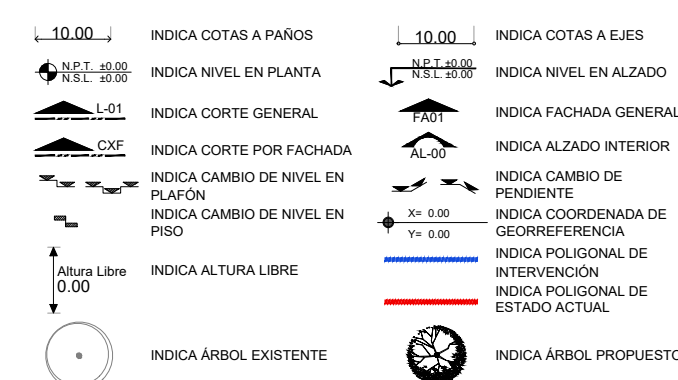 10.00 INDICA COTAS A PAÑOS
N.P.T. ±0.00
N.S.L. ±0.00
INDICA NIVEL EN PLANTA
L-01 INDICA CORTE GENERAL
CXF INDICA CORTE POR FACHADA
INDICA CAMBIO DE NIVEL EN
PLAFÓN
INDICA CAMBIO DE NIVEL EN
PISO
Altura Libre
0.00
INDICA ALTURA LIBRE
INDICA ÁRBOL EXISTENTE
10.00 INDICA COTAS A EJES
N.P.T. ±0.00
N.S.L. ±0.00
INDICA NIVEL EN ALZADO
FA01 INDICA FACHADA GENERAL
AL-00 INDICA ALZADO INTERIOR
INDICA CAMBIO DE
PENDIENTE
X= 0.00
Y= 0.00
INDICA COORDENADA DE
GEORREFERENCIA
INDICA POLIGONAL DE
INTERVENCIÓN
INDICA POLIGONAL DE
ESTADO ACTUAL
INDICA ÁRBOL PROPUESTO